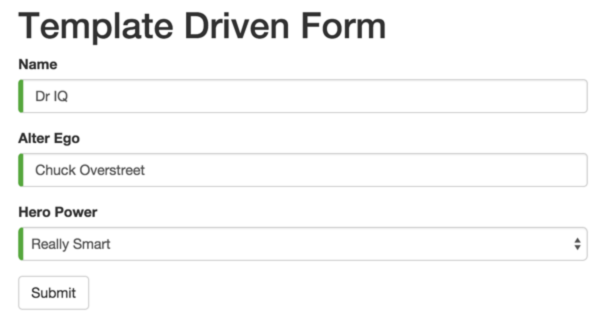 Template Driven Form
Name
Dr IQ
Alter Ego
Chuck Overstreet
Hero Power
Really Smart
Submit